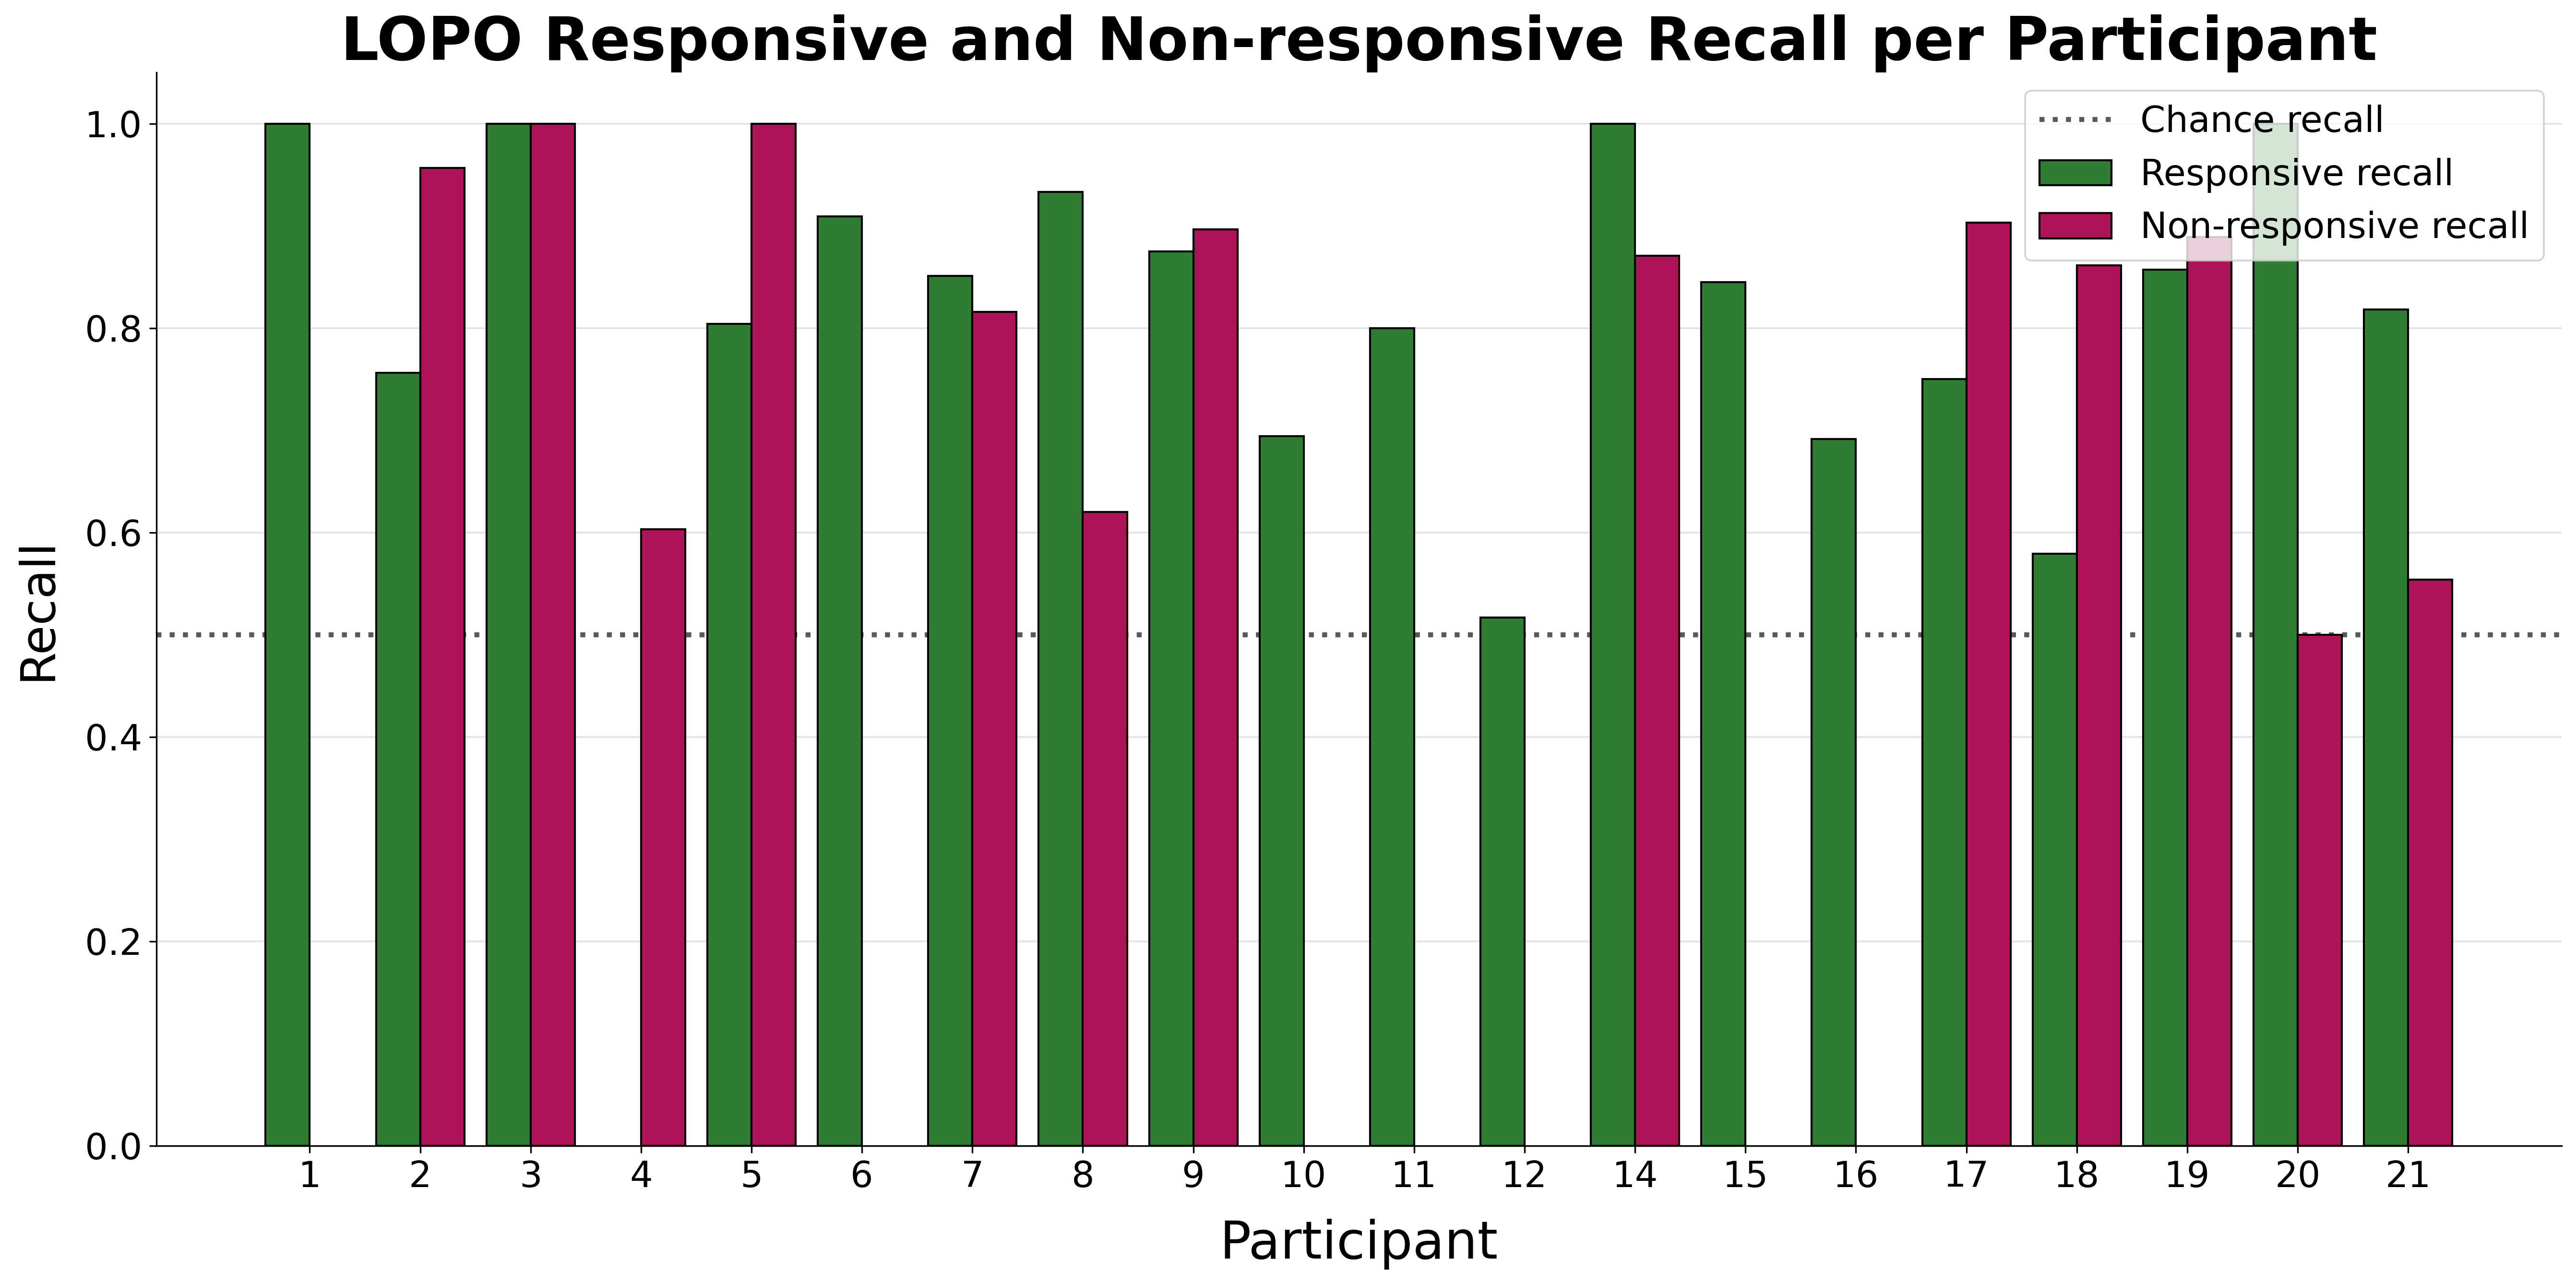 LOPO Responsive and Non-responsive Recall per Participant
Chance recall
Responsive recall
Non-responsive recall
1.0
0.8
0.6
0.4
0.2
0.0
Recall
1 2 3 4 5 6 7 8 9 10 11 12 14 15 16 17 18 19 20 21
Participant